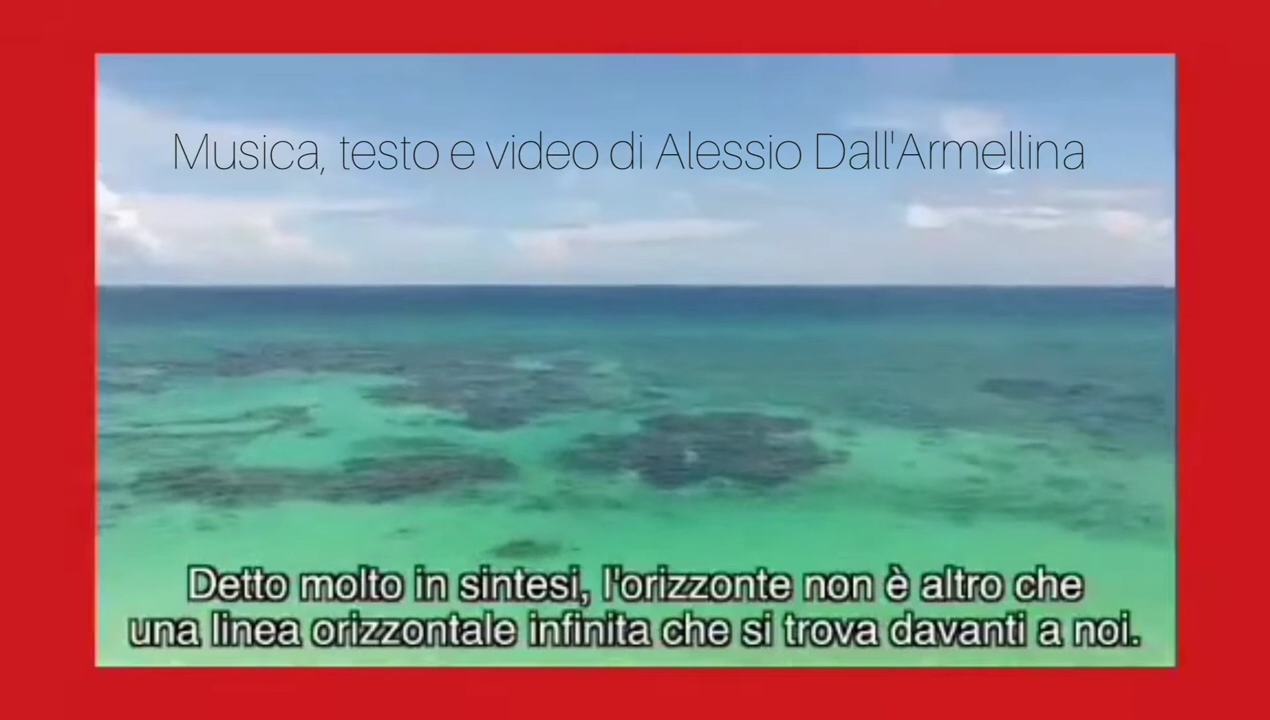 Musica, testo e video di Alessio Dall'Armellina
Detto molto in sintesi, l'orizzonte non è altro che
una linea orizzontale infinita che si trova davanti a noi.